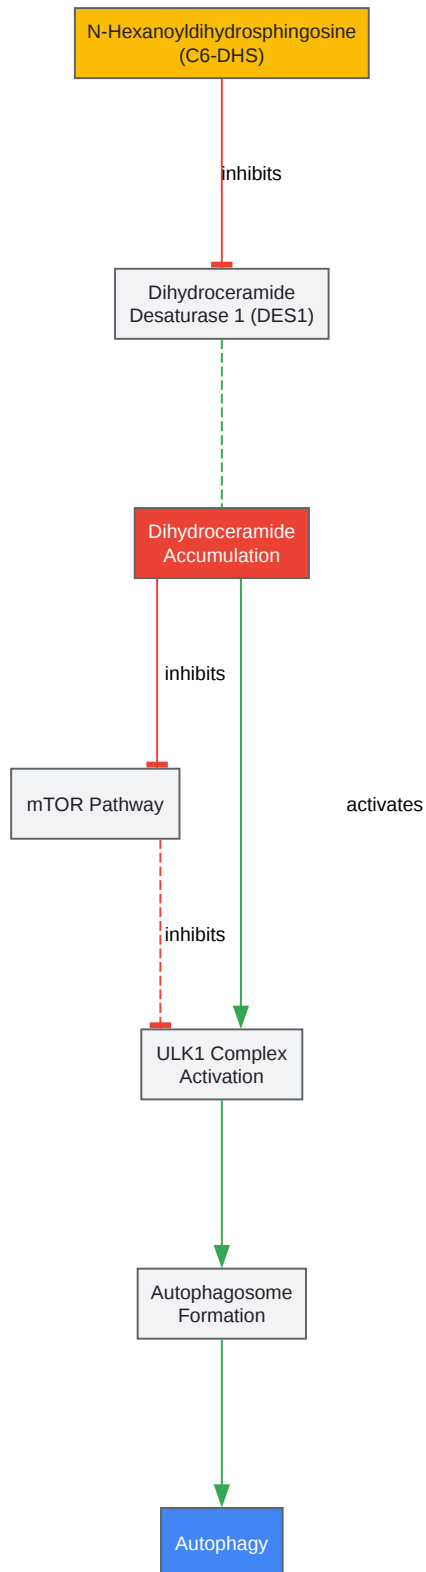 N-Hexanoyldihydrosphingosine
(C6-DHS)
inhibits
Dihydroceramide
Desaturase 1 (DES1)
Dihydroceramide
Accumulation
inhibits
mTOR Pathway
activates
inhibits
ULK1 Complex
Activation
Autophagosome
Formation
Autophagy